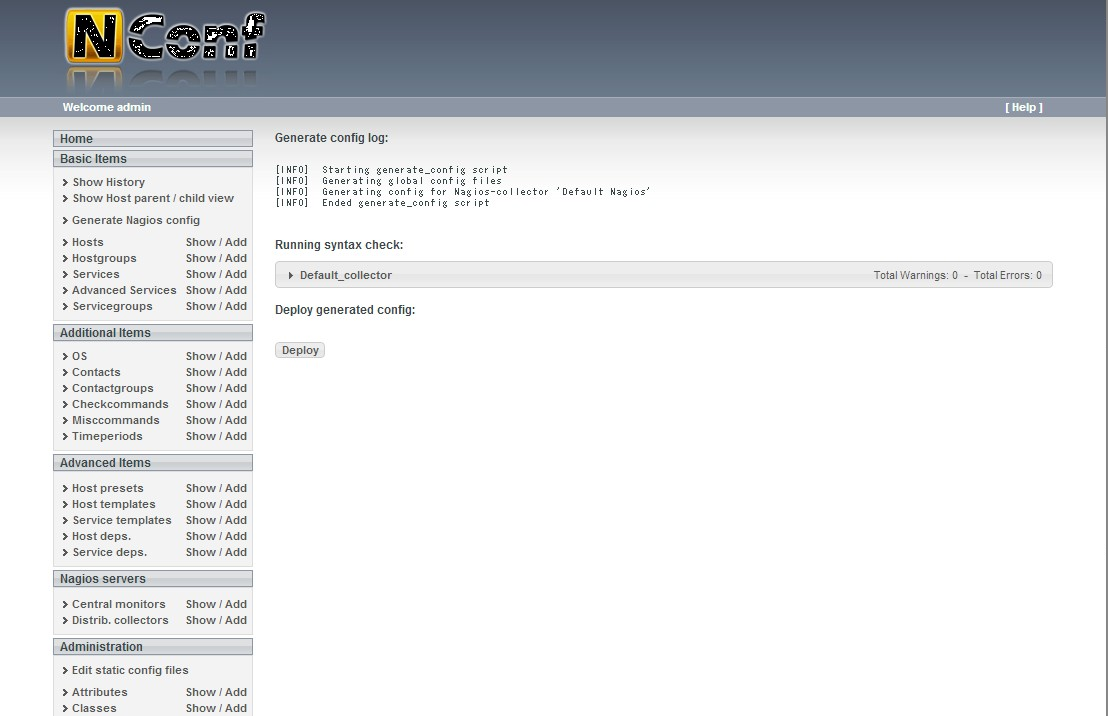 NConf
Welcome admin
[ Help ]
Home
Basic Items
Show History
Show Host parent / child view
Generate Nagios config
Hosts Show / Add
Hostgroups Show / Add
Services Show / Add
Advanced Services Show / Add
Servicegroups Show / Add
Additional Items
OS Show / Add
Contacts Show / Add
Contactgroups Show / Add
Checkcommands Show / Add
Misccommands Show / Add
Timeperiods Show / Add
Advanced Items
Host presets Show / Add
Host templates Show / Add
Service templates Show / Add
Host deps. Show / Add
Service deps. Show / Add
Nagios servers
Central monitors Show / Add
Distrib. collectors Show / Add
Administration
Edit static config files
Attributes Show / Add
Classes Show / Add
Generate config log:
[INFO] Starting generate_config script
[INFO] Generating global config files
[INFO] Generating config for Nagios-collector 'Default Nagios'
[INFO] Ended generate_config script
Running syntax check:
Default_collector Total Warnings: 0 - Total Errors: 0
Deploy generated config:
Deploy